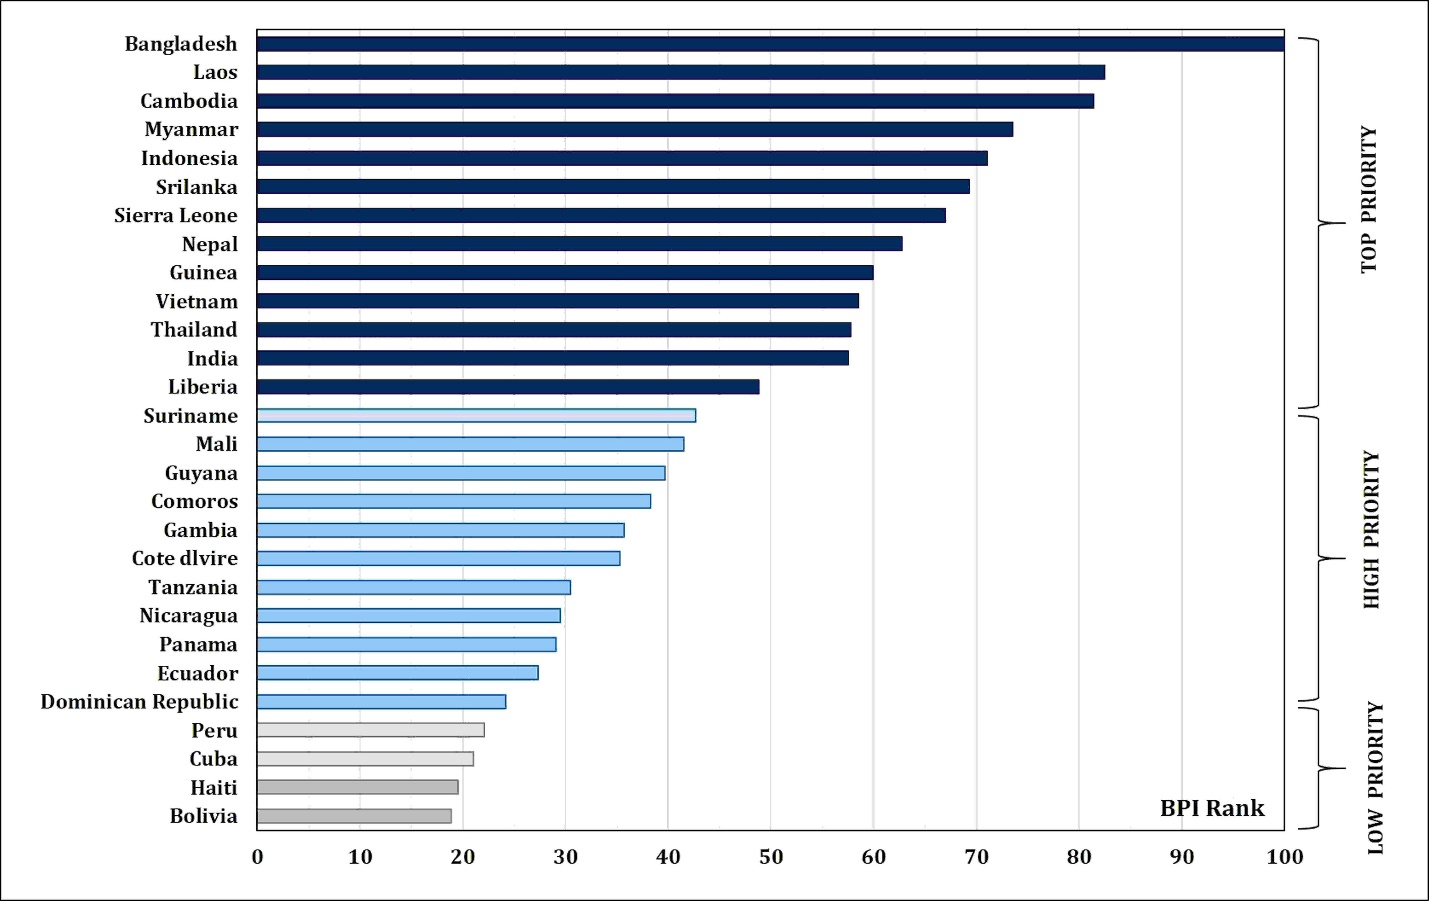 Bangladesh
Laos
Cambodia
Myanmar
Indonesia
Srilanka
Sierra Leone
Nepal
Guinea
Vietnam
Thailand
India
Liberia
Suriname
Mali
Guyana
Comoros
Gambia
Cote dlvire
Tanzania
Nicaragua
Panama
Ecuador
Dominican Republic
Peru
Cuba
Haiti
Bolivia
BPI Rank
0 10 20 30 40 50 60 70 80 90 100
TOP PRIORITY
HIGH PRIORITY
LOW PRIORITY